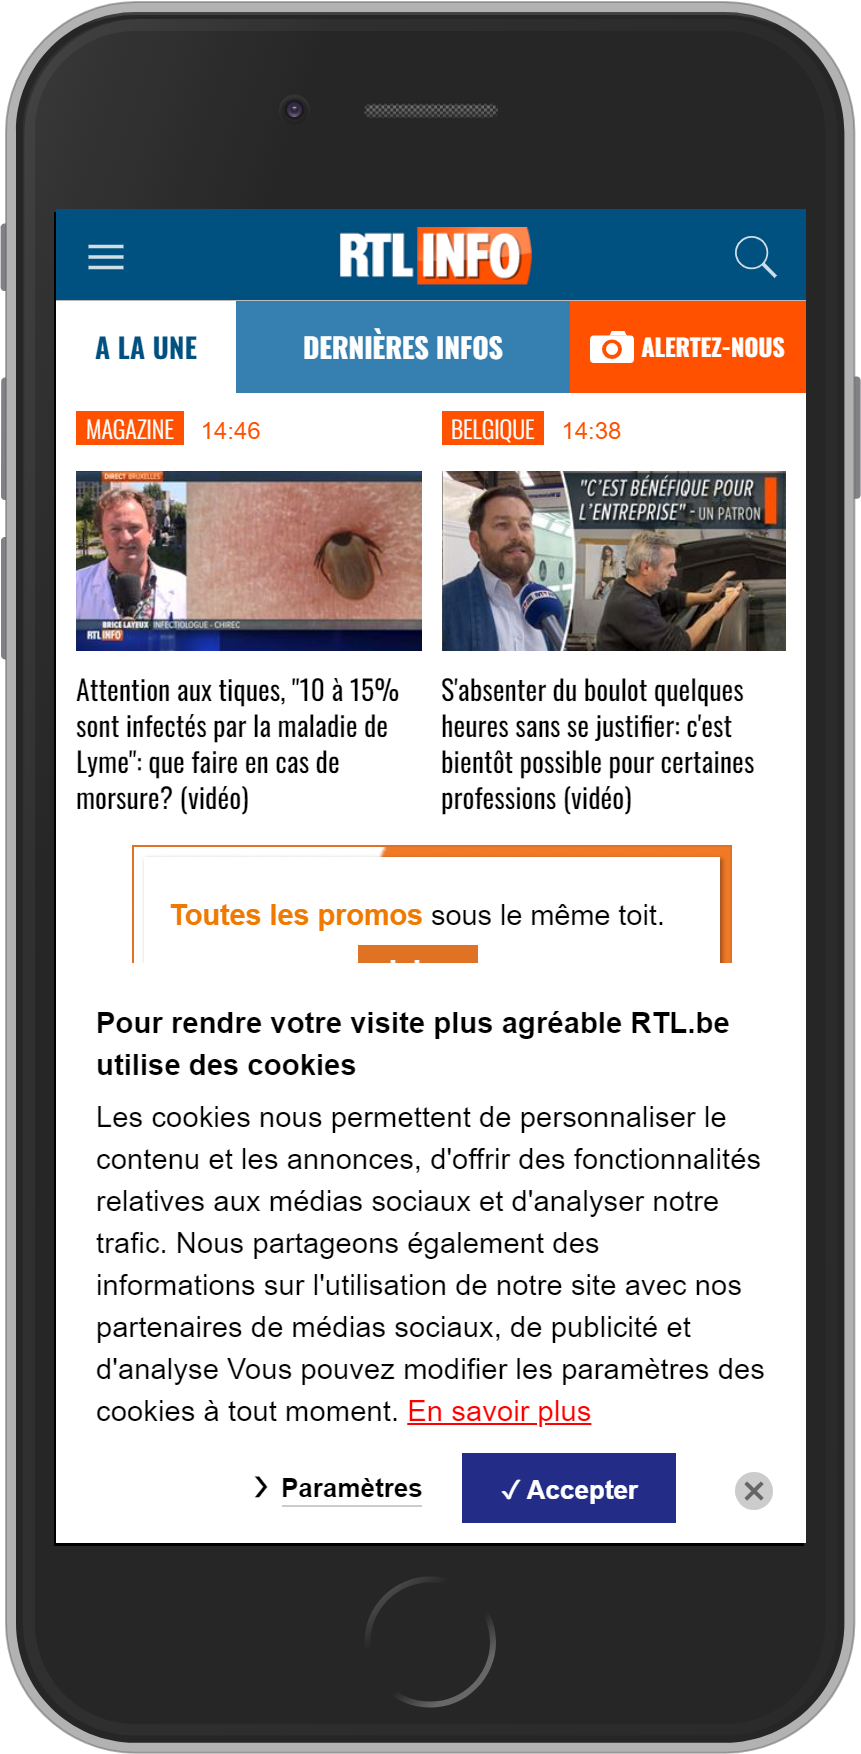 RTL INFO
A LA UNE
DERNIÈRES INFOS
ALERTEZ-NOUS
MAGAZINE 14:46
DIRECT BRUXELLES
BRICE LAYEUX INFECTIOLOGUE - CHIREC
RTL INFO
Attention aux tiques, "10 à 15%
sont infectés par la maladie de
Lyme": que faire en cas de
morsure? (vidéo)
BELGIQUE 14:38
"C'EST BÉNÉFIQUE POUR
L'ENTREPRISE" - UN PATRON
S'absenter du boulot quelques
heures sans se justifier: c'est
bientôt possible pour certaines
professions (vidéo)
Toutes les promos sous le même toit.
Pour rendre votre visite plus agréable RTL.be
utilise des cookies
Les cookies nous permettent de personnaliser le
contenu et les annonces, d'offrir des fonctionnalités
relatives aux médias sociaux et d'analyser notre
trafic. Nous partageons également des
informations sur l'utilisation de notre site avec nos
partenaires de médias sociaux, de publicité et
d'analyse Vous pouvez modifier les paramètres des
cookies à tout moment. En savoir plus
Paramètres
✓ Accepter